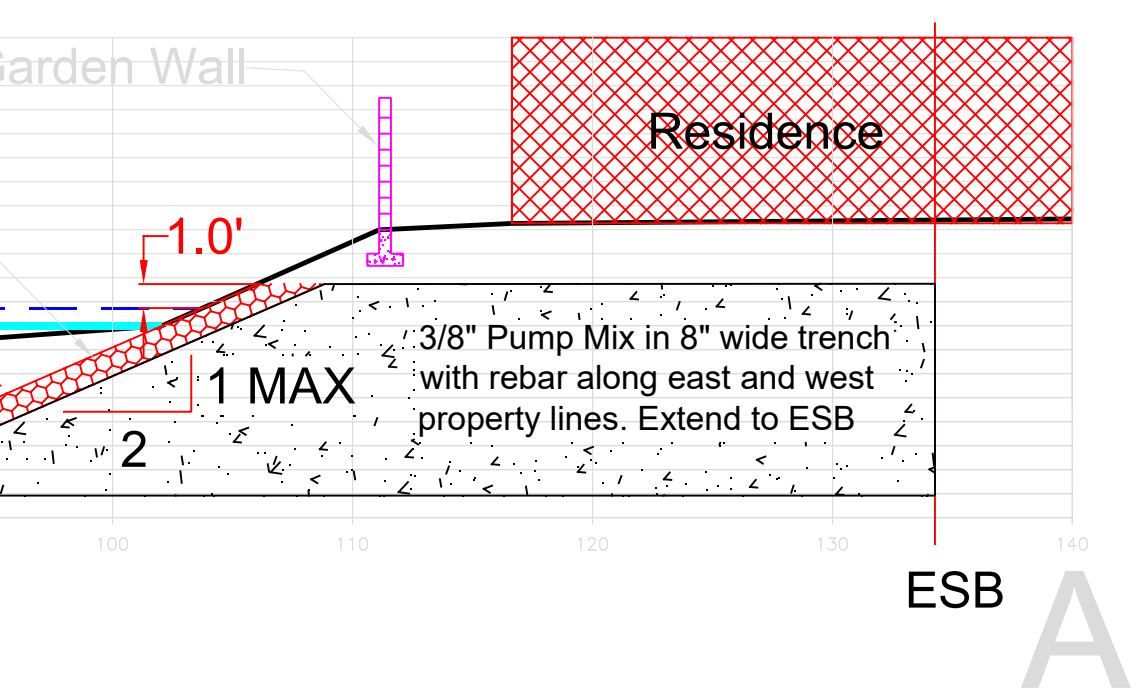 Garden Wall
Residence
1.0'
3/8" Pump Mix in 8" wide trench
with rebar along east and west
property lines. Extend to ESB
1 MAX
2
100
110
120
130
140
ESB
A